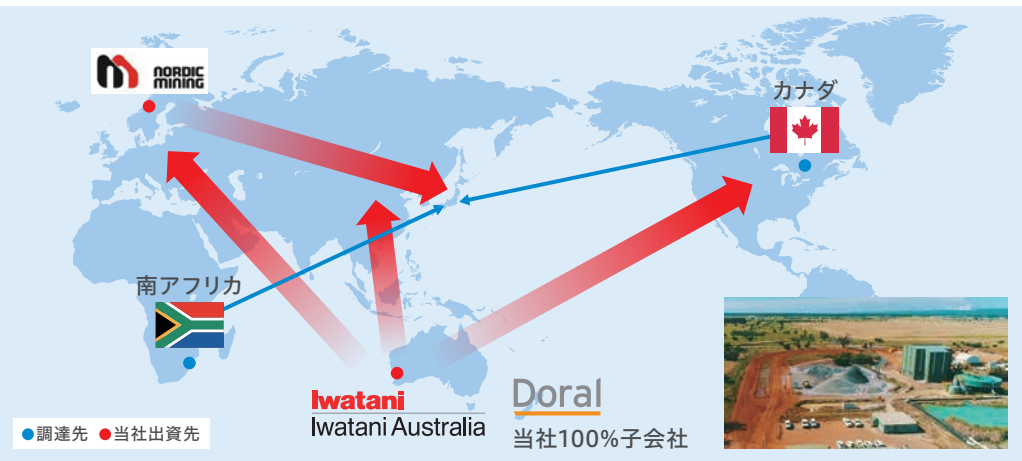 NORDIC
MINING
カナダ
南アフリカ
Iwatani
Iwatani Australia
Doral
当社100%子会社
●調達先 ●当社出資先